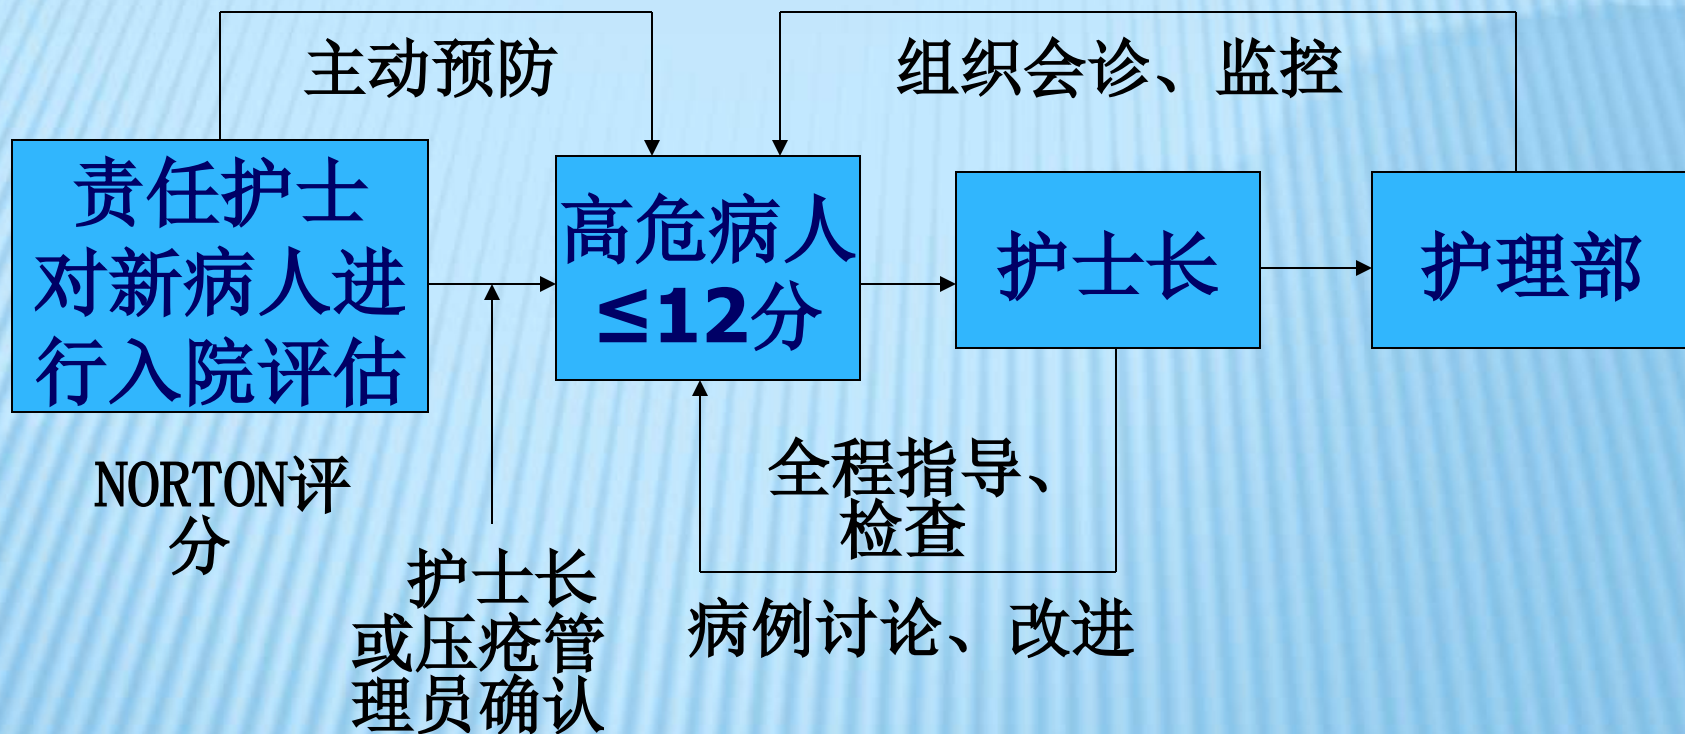 主动预防
组织会诊、监控
责任护士
对新病人进
行入院评估
高危病人
≤12分
护士长
护理部
NORTON评
分
全程指导、
检查
护士长
或压疮管
理员确认
病例讨论、改进